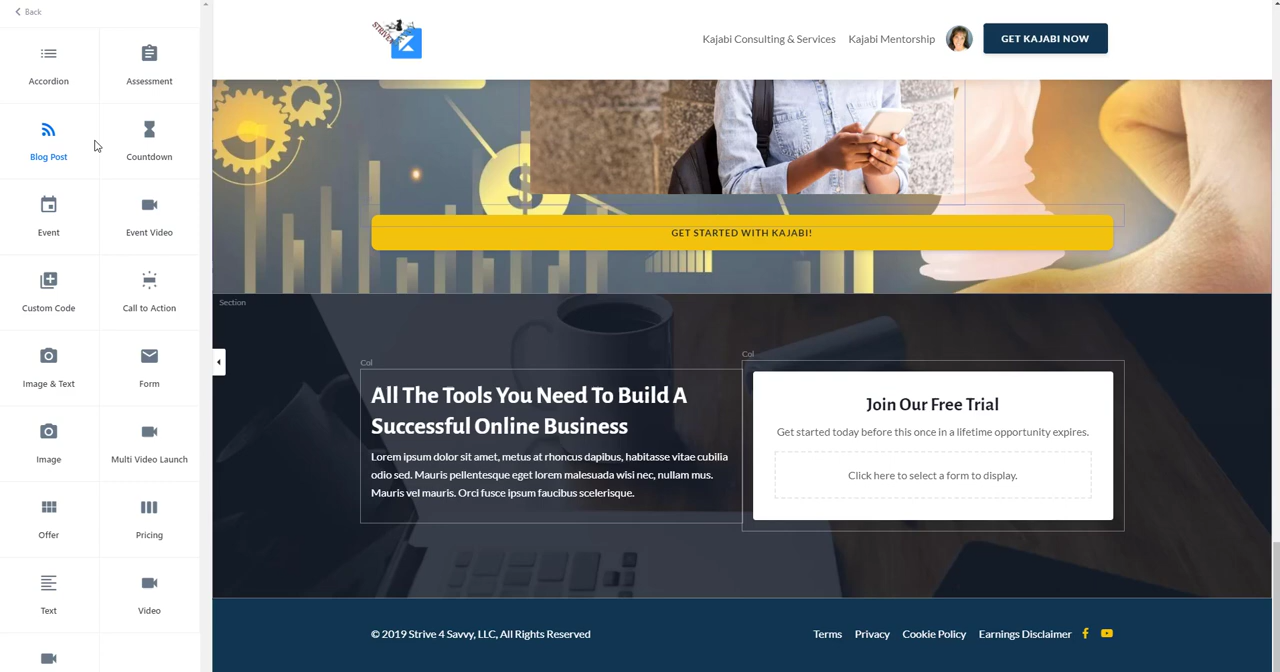 Back
Accordion
Assessment
Blog Post
Countdown
Event
Event Video
Custom Code
Call to Action
Image & Text
Form
Image
Multi Video Launch
Offer
Pricing
Text
Video
Kajabi Consulting & Services
Kajabi Mentorship
GET KAJABI NOW
$
GET STARTED WITH KAJABI!
Section
Col
All The Tools You Need To Build A
Successful Online Business
Lorem ipsum dolor sit amet, metus at rhoncus dapibus, habitasse vitae cubilia
odio sed. Mauris pellentesque eget lorem malesuada wisi nec, nullam mus.
Mauris vel mauris. Orci fusce ipsum faucibus scelerisque.
Col
Join Our Free Trial
Get started today before this once in a lifetime opportunity expires.
Click here to select a form to display.
© 2019 Strive 4 Savvy, LLC, All Rights Reserved
Terms
Privacy
Cookie Policy
Earnings Disclaimer